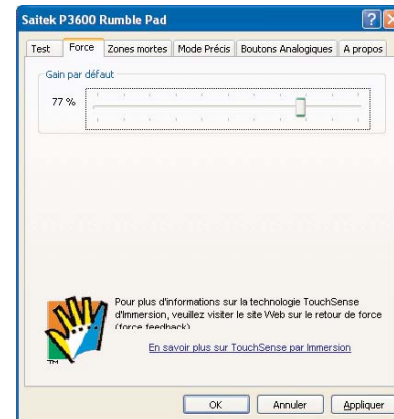 Saitek P3600 Rumble Pad
Test Force Zones mortes Mode Précis Boutons Analogiques A propos
Gain par défaut
77 %
Pour plus d'informations sur la technologie TouchSense
d'Immersion, veuillez visiter le site Web sur le retour de force
(force feedback)
En savoir plus sur TouchSense par Immersion
TM
OK Annuler Appliquer